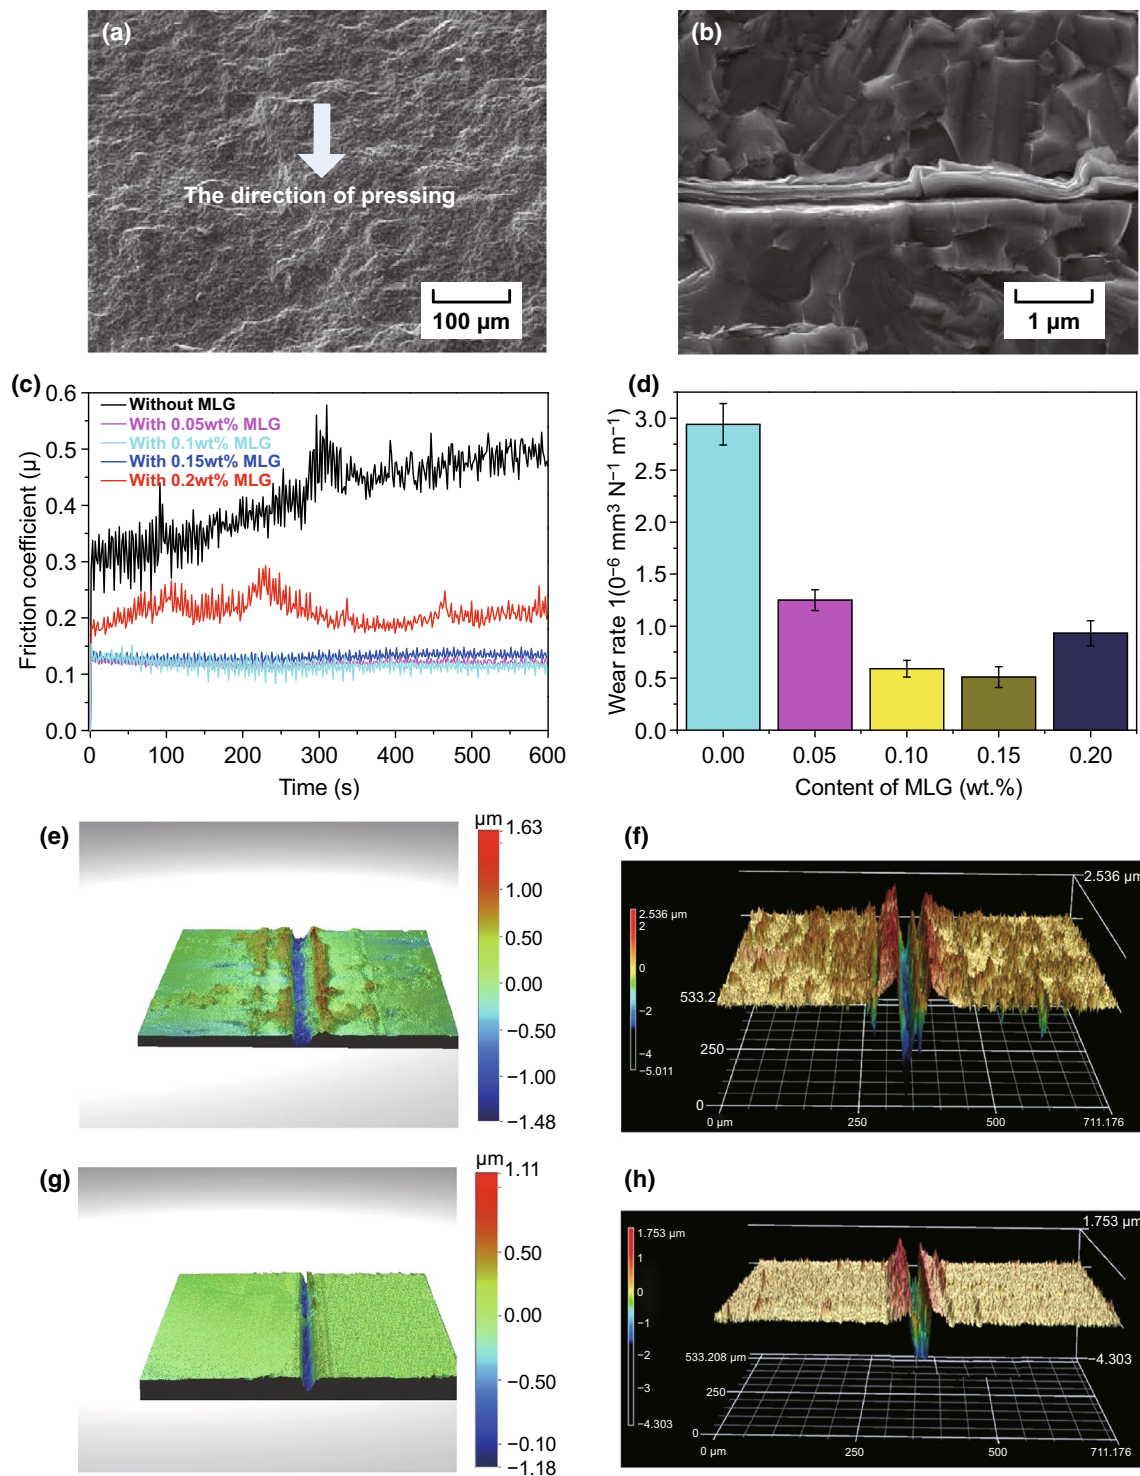 (a)
The direction of pressing
100 μm
(b)
1 μm
(c)
Friction coefficient (μ)
0.6
0.5
0.4
0.3
0.2
0.1
0.0
Without MLG
With 0.05wt% MLG
With 0.1wt% MLG
With 0.15wt% MLG
With 0.2wt% MLG
0 100 200 300 400 500 600
Time (s)
(d)
Wear rate 1(0⁻⁶ mm³ N⁻¹ m⁻¹)
3.0
2.5
2.0
1.5
1.0
0.5
0.0
0.00 0.05 0.10 0.15 0.20
Content of MLG (wt.%)
(e)
μm
1.63
1.00
0.50
0.00
−0.50
−1.00
−1.48
(f)
2.536 μm
2.536 μm
2
0
−2
−4
−5.011
533.2
250
0
0 μm 250 500 711.176
(g)
μm
1.11
0.50
0.00
−0.50
−0.10
−1.18
(h)
1.753 μm
1.753 μm
1
0
−1
−2
−3
−4.303
−4.303
533.208 μm
250
0
0 μm 250 500 711.176